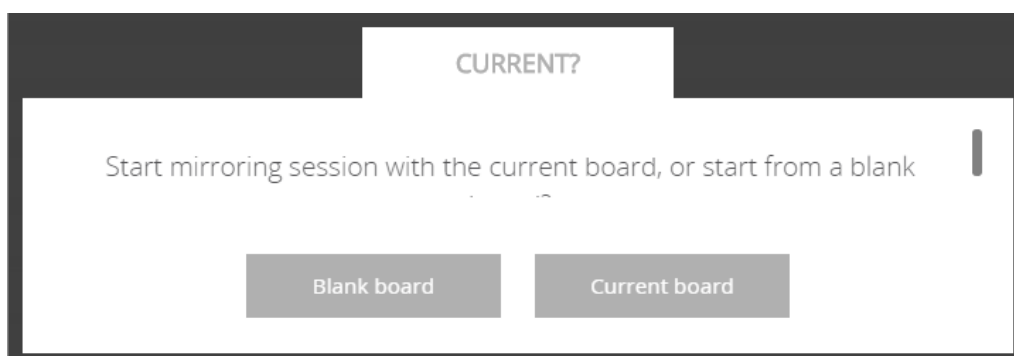 CURRENT?
Start mirroring session with the current board, or start from a blank
Blank board
Current board